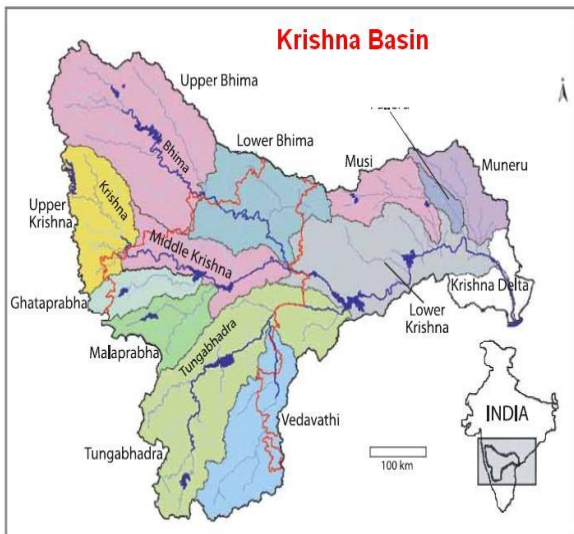 Krishna Basin
Upper Bhima
Bhima
Lower Bhima
Musi
Muneru
Upper
Krishna
Krishna
Middle Krishna
Ghataprabha
Krishna Delta
Lower
Krishna
Malaprabha
Tungabhadra
Vedavathi
Tungabhadra
INDIA
100 km